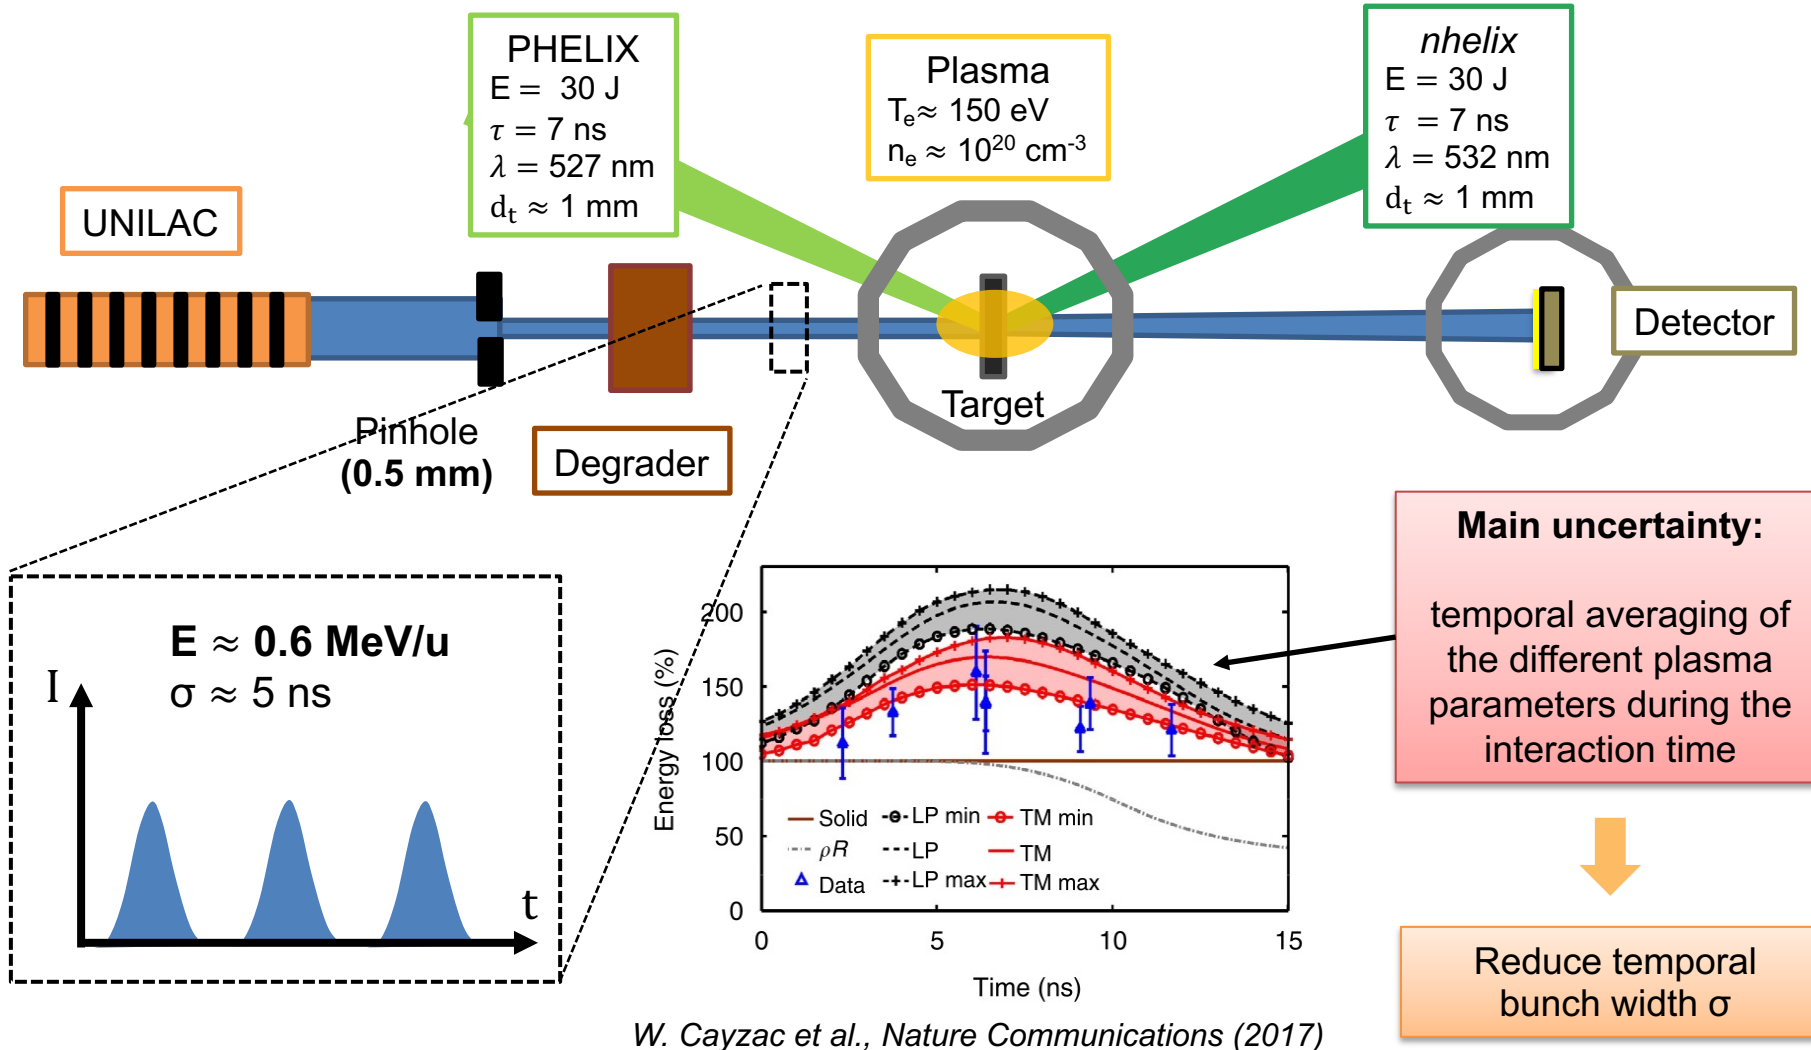 PHELIX
E = 30 J
τ = 7 ns
λ = 527 nm
dₜ ≈ 1 mm
Plasma
Tₑ≈ 150 eV
nₑ ≈ 10²⁰ cm⁻³
nhelix
E = 30 J
τ = 7 ns
λ = 532 nm
dₜ ≈ 1 mm
UNILAC
Detector
Target
Pinhole
(0.5 mm)
Degrader
E ≈ 0.6 MeV/u
σ ≈ 5 ns
I
t
Energy loss (%)
200
150
100
50
0
Solid
LP min
TM min
ρR
LP
TM
Data
LP max
TM max
0
5
10
15
Time (ns)
W. Cayzac et al., Nature Communications (2017)
Main uncertainty:
temporal averaging of
the different plasma
parameters during the
interaction time
Reduce temporal
bunch width σ